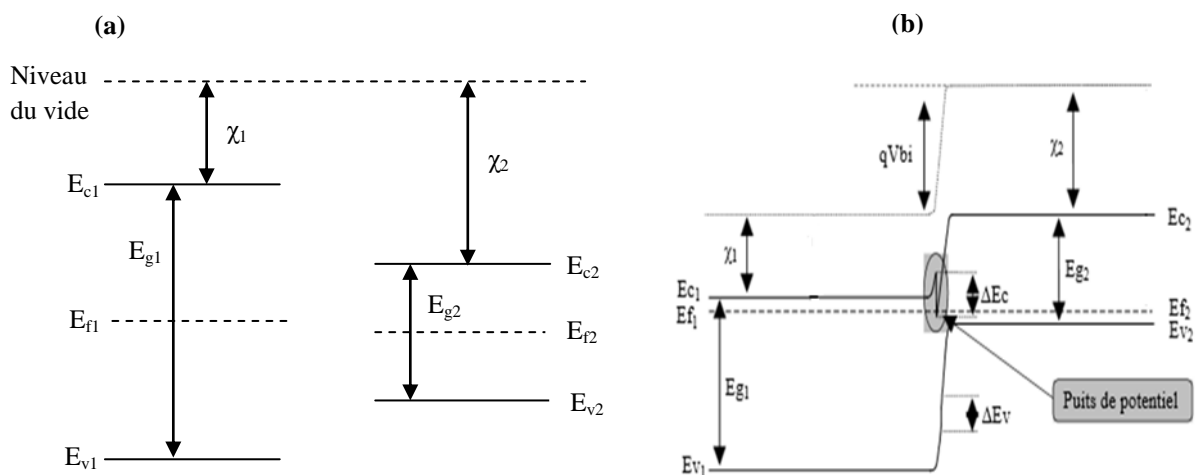 (a)
Niveau
du vide
χ1
χ2
Ec1
Eg1
Ec2
Eg2
Ef1
Ef2
Ev2
Ev1
(b)
qVbi
χ2
χ1
Ec2
Eg2
Ec1
ΔEc
Ef1
Ef2
Ev2
Eg1
Puits de potentiel
ΔEv
Ev1